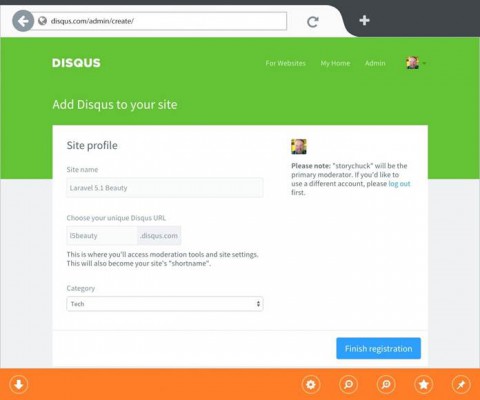 disqus.com/admin/create/
DISQUS
For Websites
My Home
Admin
Add Disqus to your site
Site profile
Site name
Laravel 5.1 Beauty
Choose your unique Disqus URL
l5beauty
.disqus.com
This is where you'll access moderation tools and site settings.
This will also become your site's "shortname".
Category
Tech
Please note: "storychuck" will be the
primary moderator. If you'd like to
use a different account, please log out
first.
Finish registration